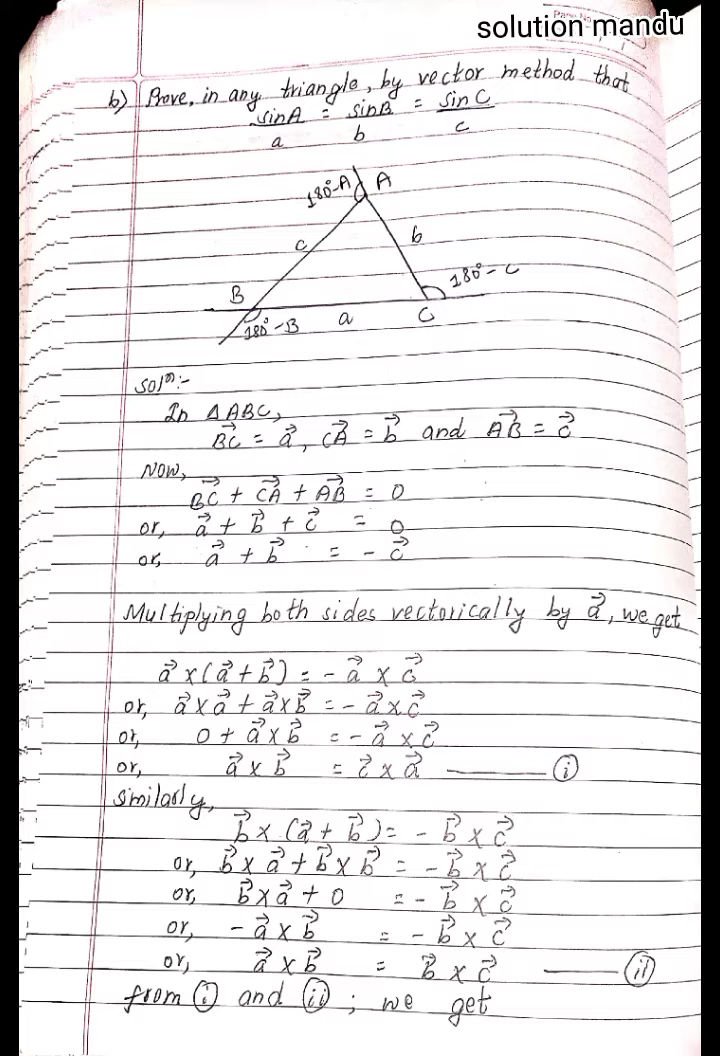 solution mandu
b) Prove, in any triangle, by vector method that
sinA/a = sinB/b = sinC/c
180°-A A
c b
B 180°-C
180°-B a C
Solⁿ:-
In ΔABC,
BC⃗ = a⃗, CA⃗ = b⃗ and AB⃗ = c⃗
Now,
BC⃗ + CA⃗ + AB⃗ = 0
or, a⃗ + b⃗ + c⃗ = 0
or, a⃗ + b⃗ = - c⃗
Multiplying both sides vectorically by a⃗, we get
a⃗ x (a⃗ + b⃗) = - a⃗ x c⃗
or, a⃗ x a⃗ + a⃗ x b⃗ = - a⃗ x c⃗
or, 0 + a⃗ x b⃗ = - a⃗ x c⃗
or, a⃗ x b⃗ = c⃗ x a⃗ — (i)
similarly,
b⃗ x (a⃗ + b⃗) = - b⃗ x c⃗
or, b⃗ x a⃗ + b⃗ x b⃗ = - b⃗ x c⃗
or, b⃗ x a⃗ + 0 = - b⃗ x c⃗
or, - a⃗ x b⃗ = - b⃗ x c⃗
or, a⃗ x b⃗ = b⃗ x c⃗ — (ii)
from (i) and (ii) ; we get